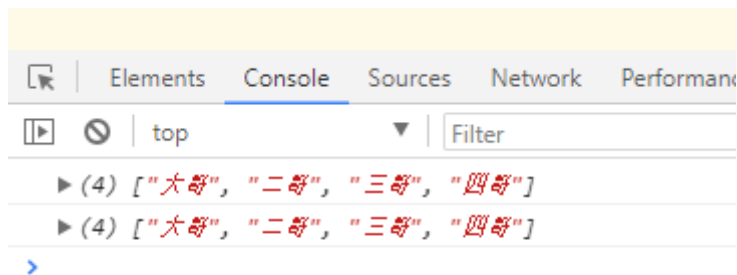 Elements Console Sources Network Performanc
top Filter
(4) ["大哥", "二哥", "三哥", "四哥"]
(4) ["大哥", "二哥", "三哥", "四哥"]